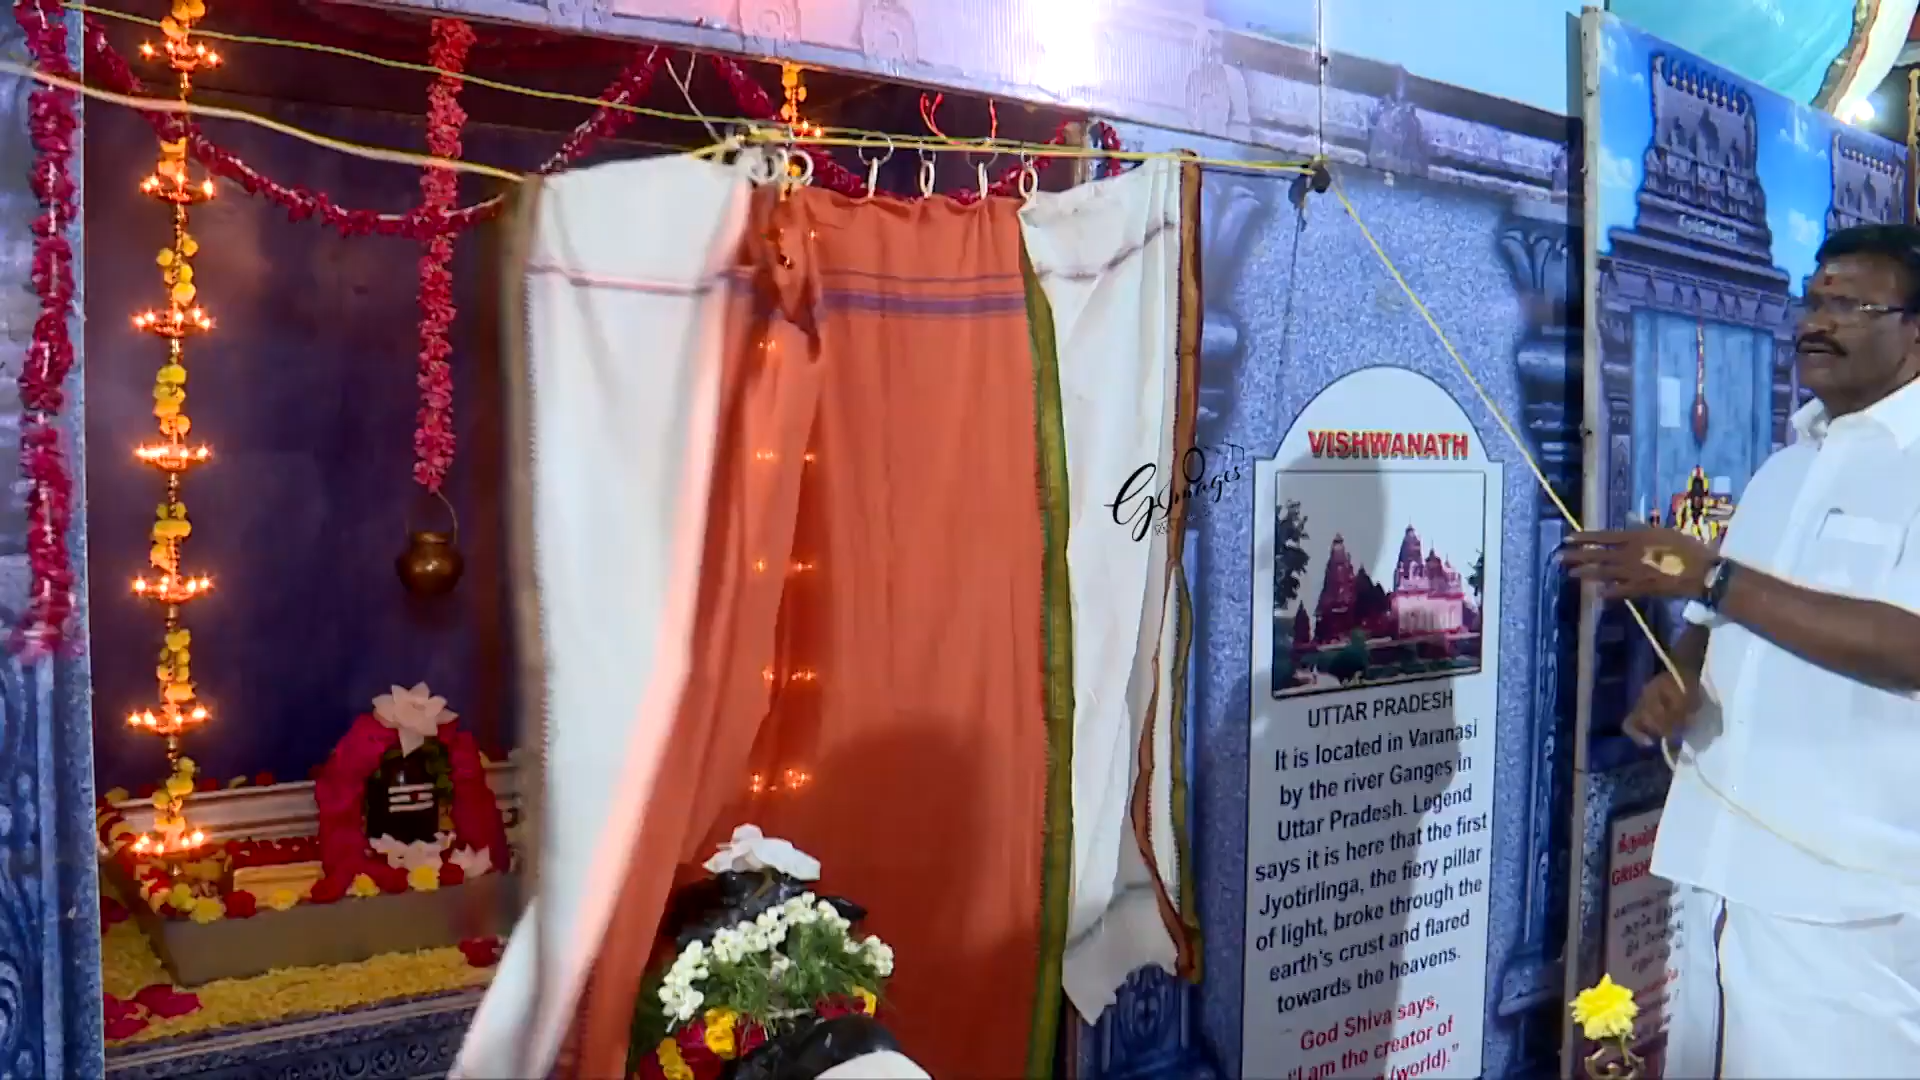 VISHWANATH
UTTAR PRADESH
It is located in Varanasi
by the river Ganges in
Uttar Pradesh. Legend
says it is here that the first
Jyotirlinga, the fiery pillar
of light, broke through the
earth's crust and flared
towards the heavens.
God Shiva says,
"I am the creator of
(world)."
GRISH